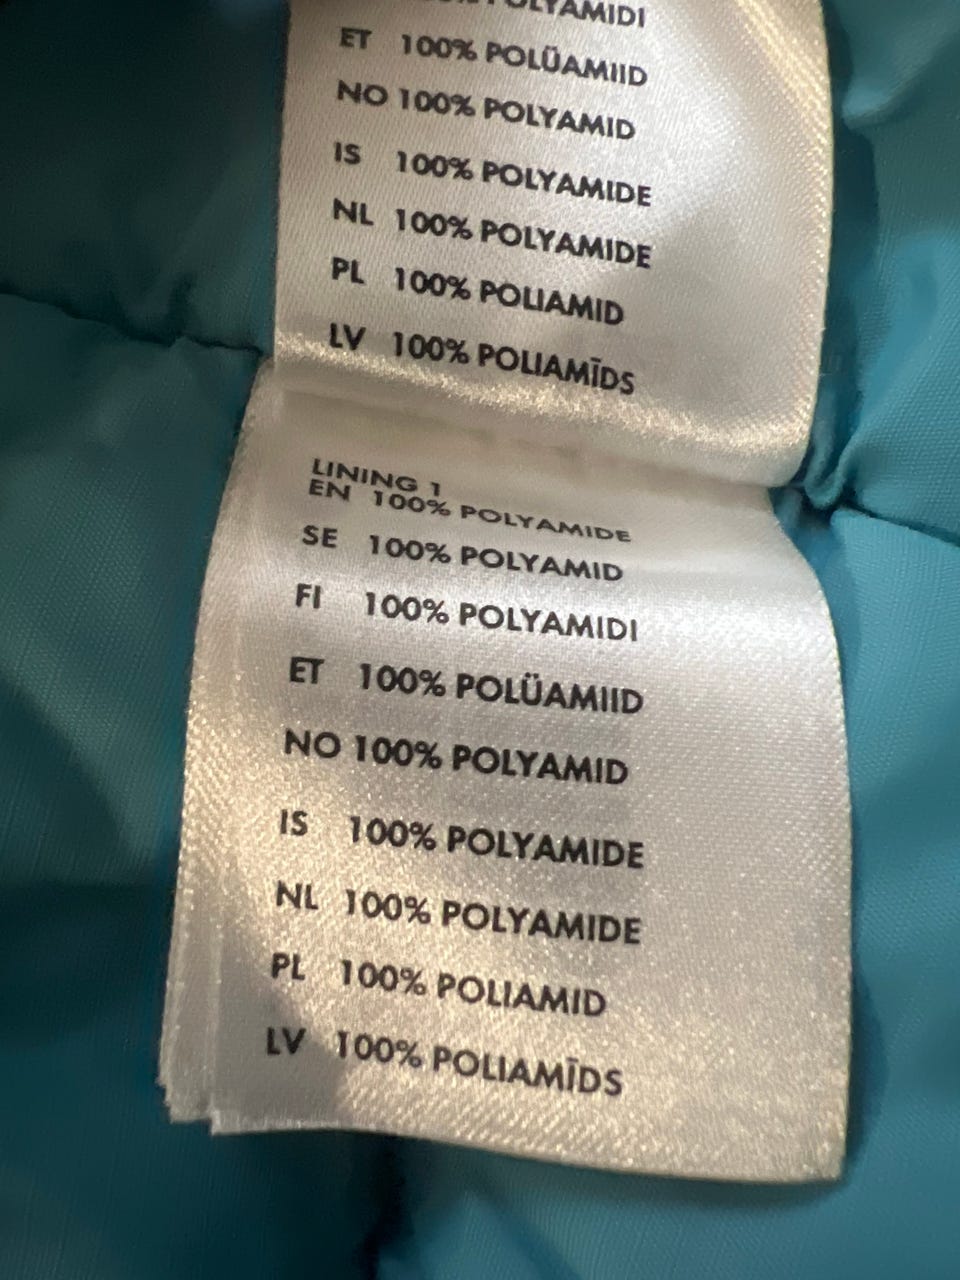 POLYAMIDI
ET 100% POLÜAMIID
NO 100% POLYAMID
IS 100% POLYAMIDE
NL 100% POLYAMIDE
PL 100% POLIAMID
LV 100% POLIAMĪDS
LINING 1
EN 100% POLYAMIDE
SE 100% POLYAMID
FI 100% POLYAMIDI
ET 100% POLÜAMIID
NO 100% POLYAMID
IS 100% POLYAMIDE
NL 100% POLYAMIDE
PL 100% POLIAMID
LV 100% POLIAMĪDS